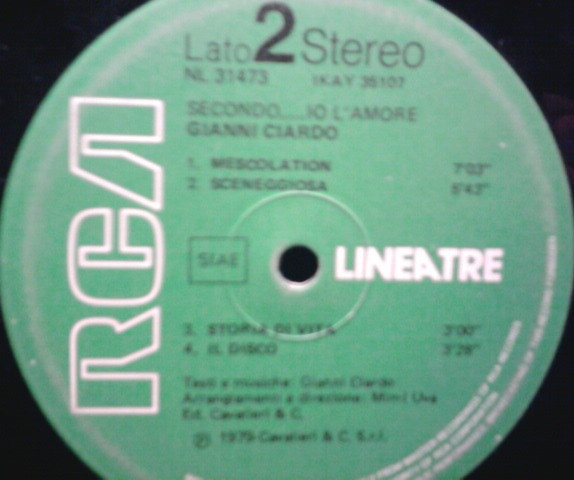 Lato 2 Stereo
NL 31473 IKAY 35107
SECONDO....IO L'AMORE
GIANNI CIARDO
1. MESCOLATION 7'03"
2. SCENEGGIOSA
SIAE
LINEATRE
RCA
3. STORIA DI VITA 3'00"
4. IL DISCO 3'28"
Testi e musiche: Gianni Ciardo
Arrangiamenti e direzione: Mimì Uva
Ed. Cavalieri & C.
℗ 1979-Cavalieri & C. S.r.l.